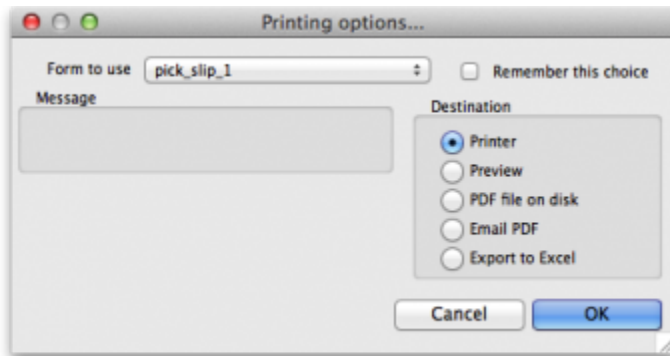 Printing options...
Form to use pick_slip_1 Remember this choice
Message
Destination
Printer
Preview
PDF file on disk
Email PDF
Export to Excel
Cancel OK